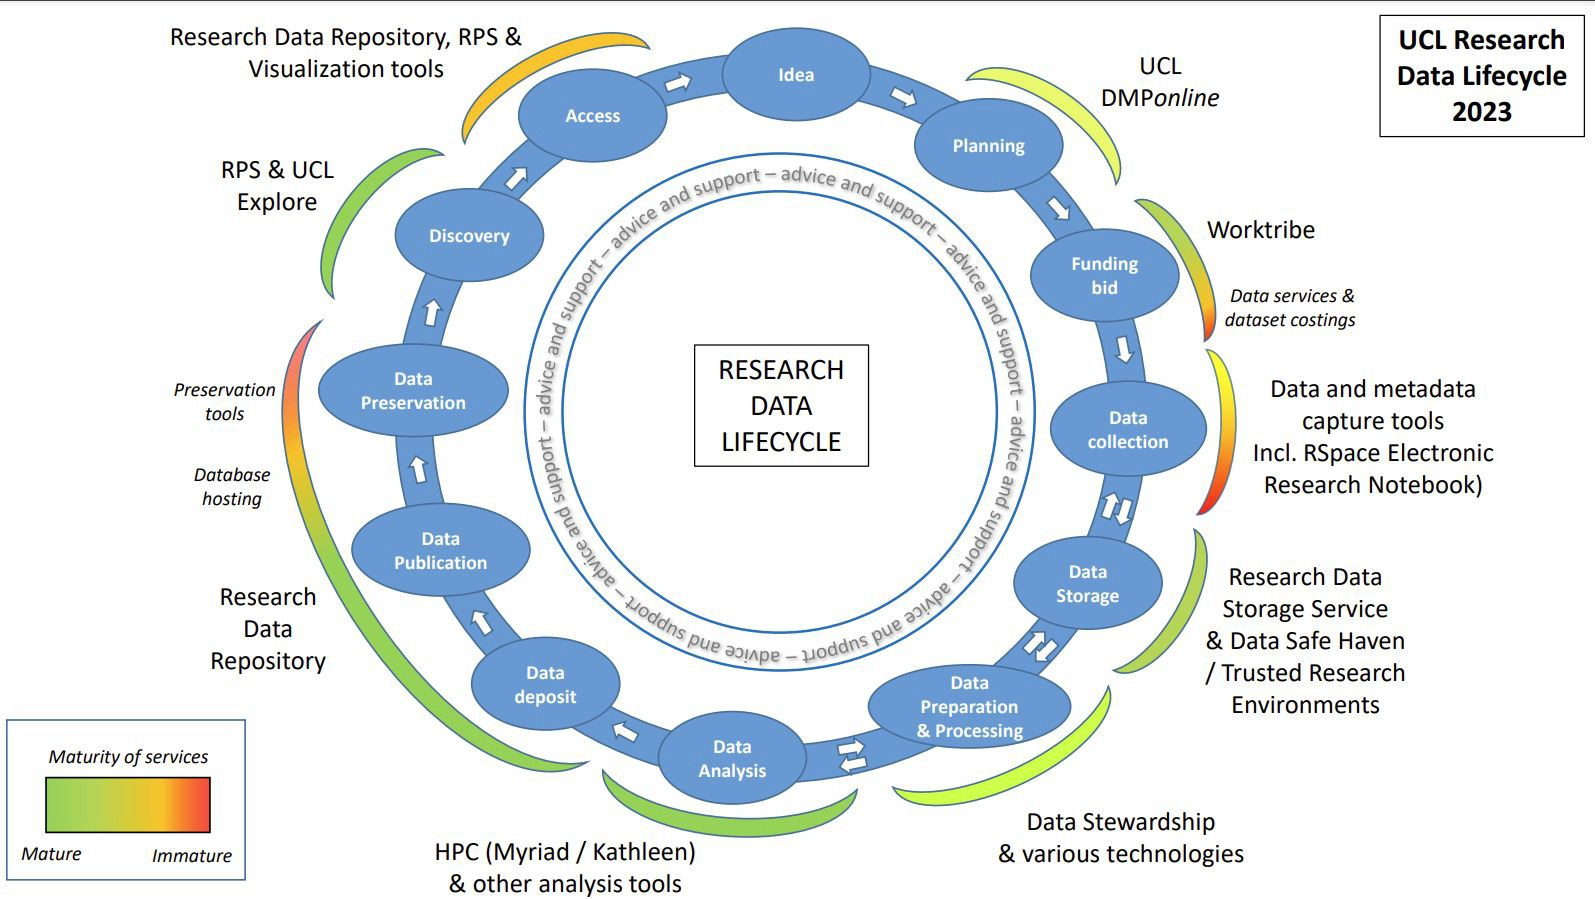 Research Data Repository, RPS &
Visualization tools
Idea
UCL
DMPonline
UCL Research
Data Lifecycle
2023
Access
Planning
RPS & UCL
Explore
Discovery
Funding
bid
Worktribe
Data services &
dataset costings
advice and support – advice and support – advice and support – advice and support – advice and support – advice and support – advice and support – advice and support – advice and support –
RESEARCH
DATA
LIFECYCLE
Data
Preservation
Preservation
tools
Database
hosting
Data
collection
Data and metadata
capture tools
Incl. RSpace Electronic
Research Notebook)
Data
Publication
Data
Storage
Research Data
Storage Service
& Data Safe Haven
/ Trusted Research
Environments
Research
Data
Repository
Data
deposit
Data
Preparation
& Processing
Data
Analysis
Maturity of services
Mature
Immature
HPC (Myriad / Kathleen)
& other analysis tools
Data Stewardship
& various technologies